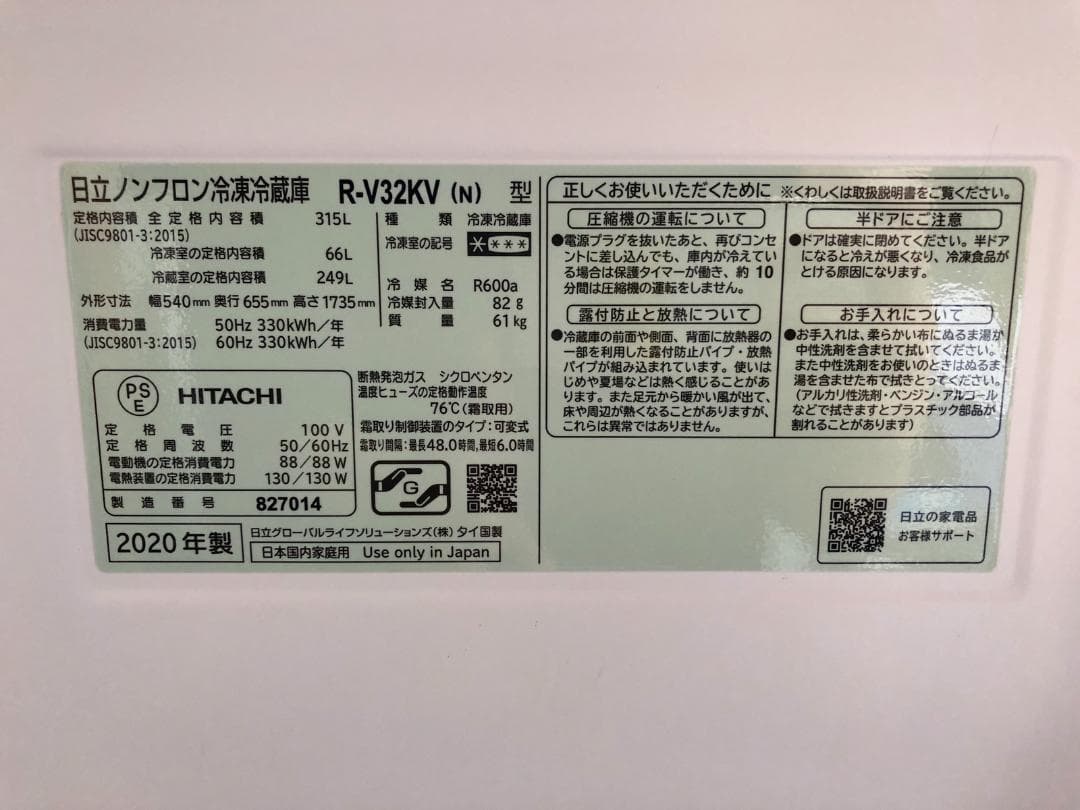 日立ノンフロン冷凍冷蔵庫 R-V32KV (N) 型
定格内容積 全定格内容積 315L
(JISC9801-3:2015)
冷凍室の定格内容積 66L
冷蔵室の定格内容積 249L
外形寸法 幅540mm 奥行655mm 高さ1735mm
消費電力量 50Hz 330kWh/年
(JISC9801-3:2015) 60Hz 330kWh/年
種類 冷凍冷蔵庫
冷凍室の記号 ****
冷媒名 R600a
冷媒封入量 82g
質量 61kg
PS
E
HITACHI
定格電圧 100V
定格周波数 50/60Hz
電動機の定格消費電力 88/88W
電熱装置の定格消費電力 130/130W
製造番号 827014
断熱発泡ガス シクロペンタン
温度ヒューズの定格動作温度
76℃(霜取用)
霜取り制御装置のタイプ:可変式
霜取り間隔:最長48.0時間,最短6.0時間
G
2020年製
日立グローバルライフソリューションズ(株) タイ国製
日本国内家庭用 Use only in Japan
正しくお使いいただくために ※くわしくは取扱説明書をご覧ください。
圧縮機の運転について
●電源プラグを抜いたあと、再びコンセ
ントに差し込んでも、庫内が冷えてい
る場合は保護タイマーが働き、約10
分間は圧縮機の運転をしません。
露付防止と放熱について
●冷蔵庫の前面や側面、背面に放熱器の
一部を利用した露付防止パイプ・放熱
パイプが組み込まれています。使いは
じめや夏場などは熱く感じることがあ
ります。また足元から暖かい風が出て、
床や周辺が熱くなることがありますが、
これらは異常ではありません。
半ドアにご注意
●ドアは確実に閉めてください。半ドア
になると冷えが悪くなり、冷凍食品が
とける原因になります。
お手入れについて
●お手入れは、柔らかい布にぬるま湯か
中性洗剤を含ませて拭いてください。
また中性洗剤をお使いのときはぬるま
湯を含ませた布で拭きとってください。
(アルカリ性洗剤・ベンジン・アルコール
などで拭きますとプラスチック部品が
割れることがあります)
日立の家電品
お客様サポート